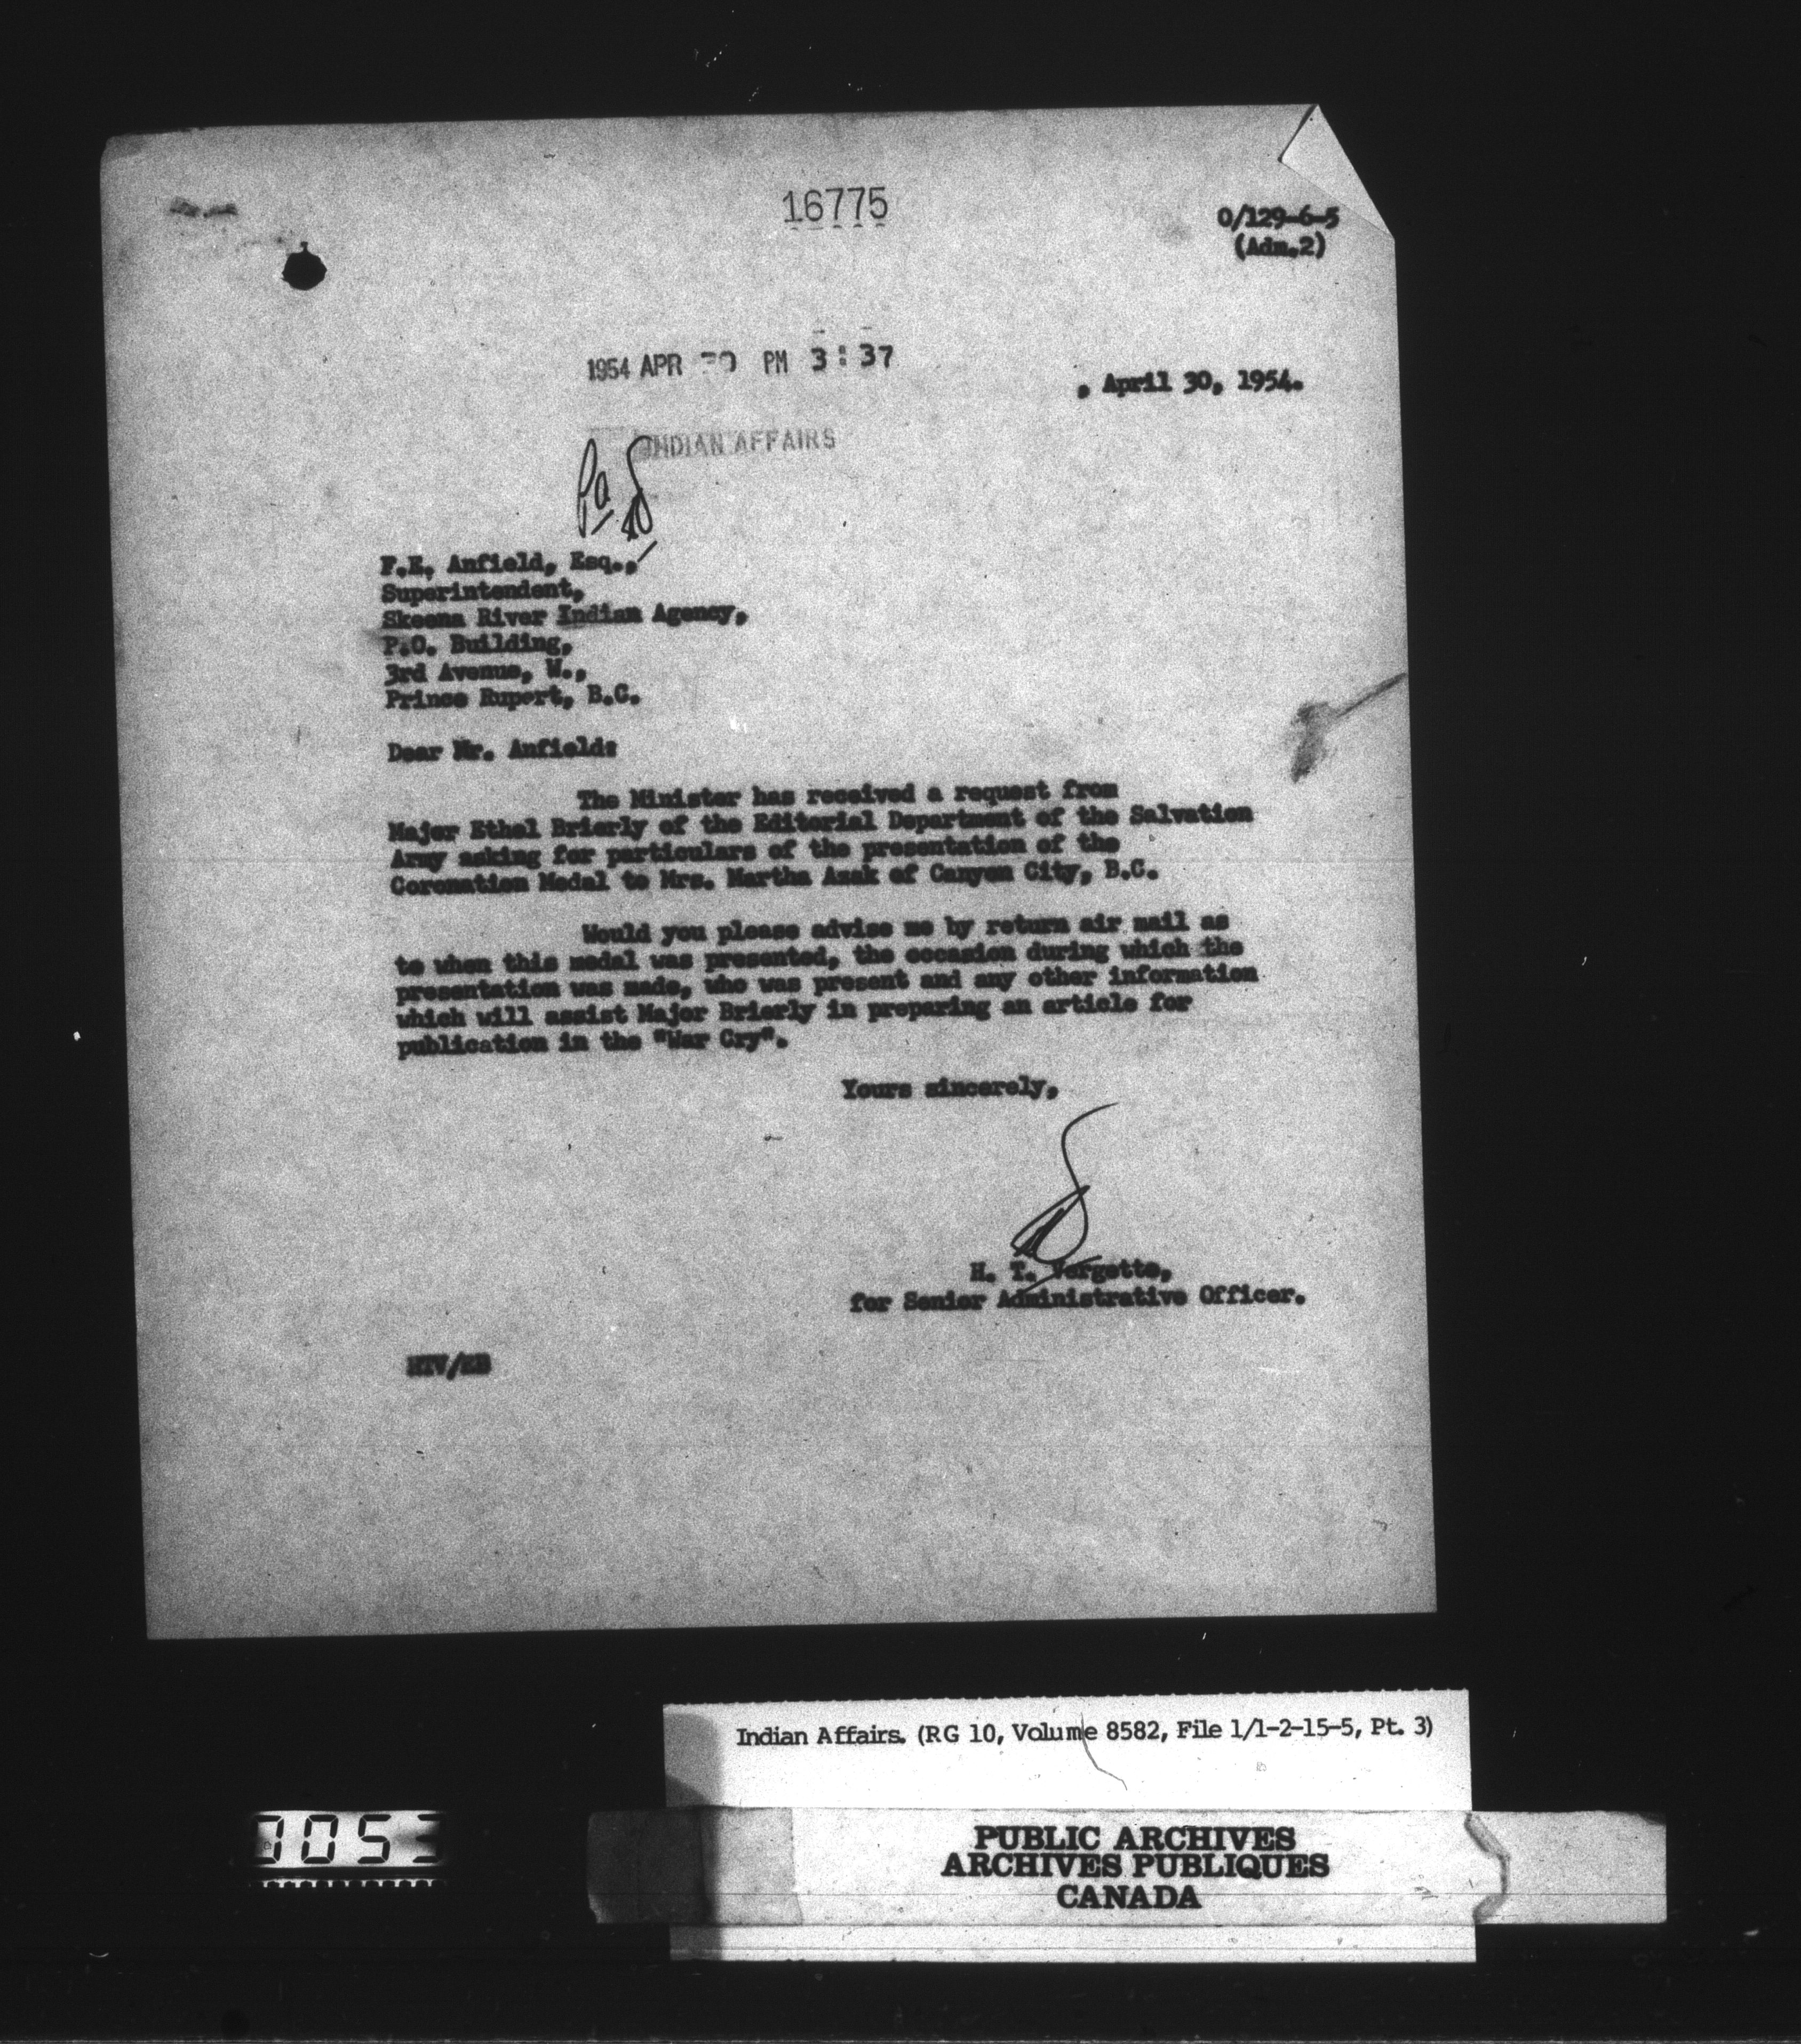 16775
0/129-6-5
(Adm.2)
1954 APR 30 PM 3:37
, April 30, 1954.
INDIAN AFFAIRS
F.E. Anfield, Esq.,
Superintendent,
Skeena River Indian Agency,
P.O. Building,
3rd Avenue, W.,
Prince Rupert, B.C.
Dear Mr. Anfield:
The Minister has received a request from
Major Ethel Brierly of the Editorial Department of the Salvation
Army asking for particulars of the presentation of the
Coronation Medal to Mrs. Martha Azak of Canyon City, B.C.
Would you please advise me by return air mail as
to when this medal was presented, the occasion during which the
presentation was made, who was present and any other information
which will assist Major Brierly in preparing an article for
publication in the "War Cry".
Yours sincerely,
H. T. Vergette,
for Senior Administrative Officer.
HTV/EB
Indian Affairs. (RG 10, Volume 8582, File 1/1-2-15-5, Pt. 3)
PUBLIC ARCHIVES
ARCHIVES PUBLIQUES
CANADA